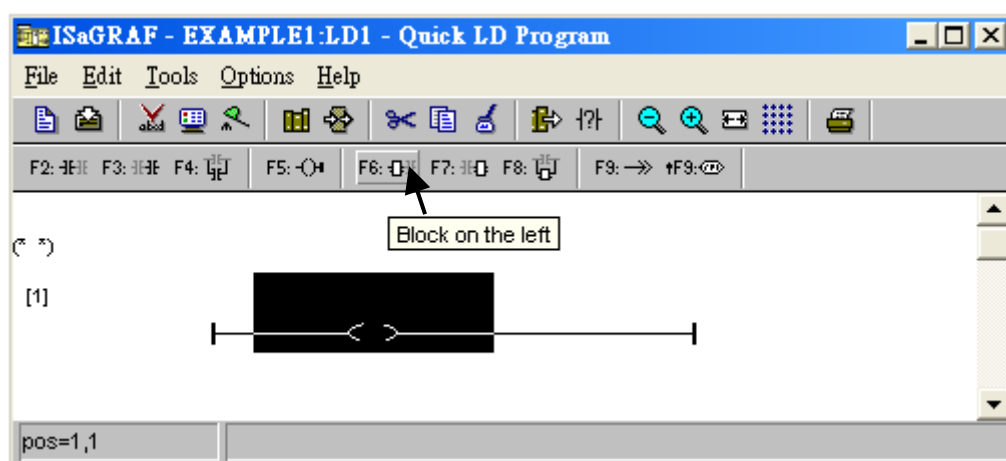 ISaGRAF - EXAMPLE1:LD1 - Quick LD Program
File Edit Tools Options Help
abcd
F2: F3: F4: F5: F6: F7: F8: F9: F9:
Block on the left
(* *)
[1]
pos=1,1